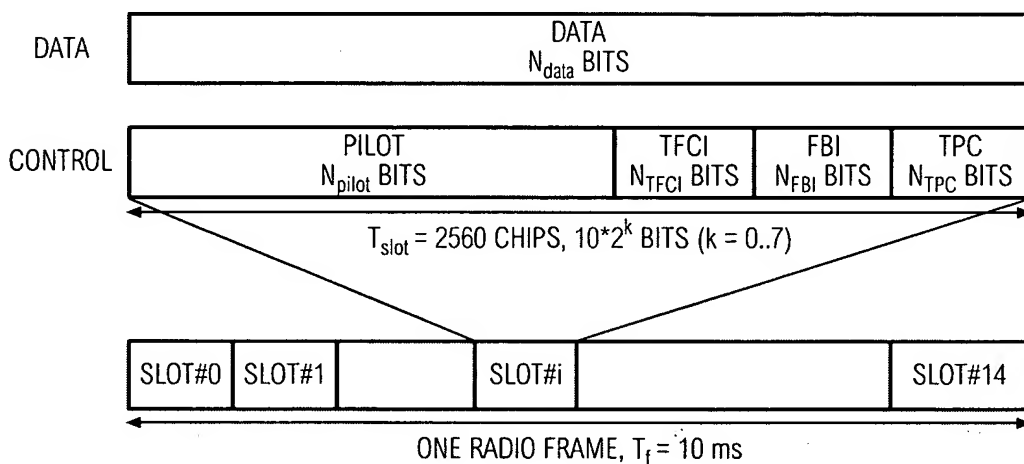 DATA
DATA
N_data BITS
CONTROL
PILOT
N_pilot BITS
TFCI
N_TFCI BITS
FBI
N_FBI BITS
TPC
N_TPC BITS
T_slot = 2560 CHIPS, 10*2^k BITS (k = 0..7)
SLOT#0
SLOT#1
SLOT#i
SLOT#14
ONE RADIO FRAME, T_f = 10 ms